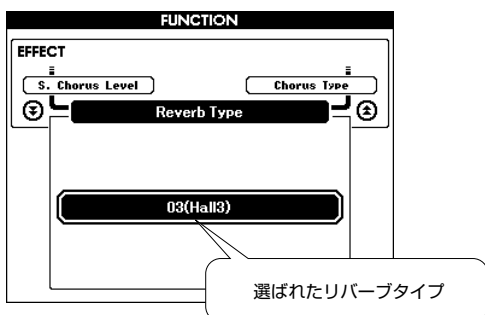 FUNCTION
EFFECT
S. Chorus Level
Chorus Type
Reverb Type
03(Hall3)
選ばれたリバーブタイプ